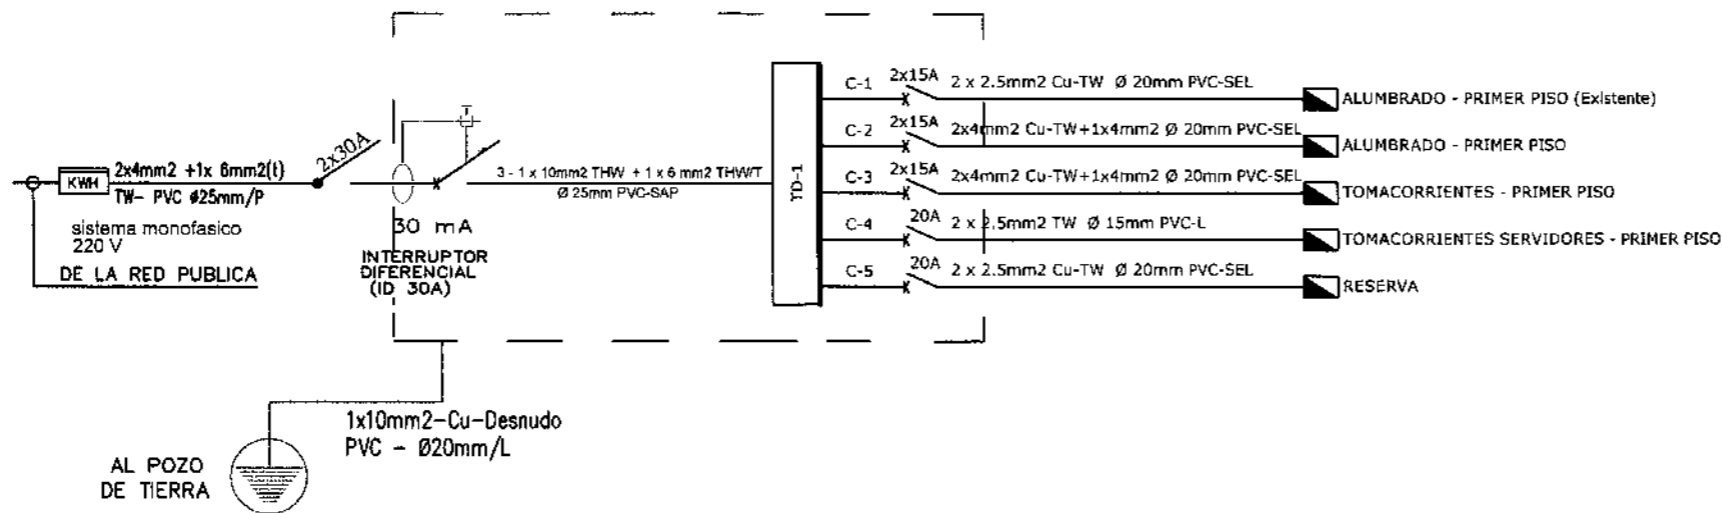 KWH
2x4mm2 +1x 6mm2(t)
TW- PVC Ø25mm/P
sistema monofasico
220 V
DE LA RED PUBLICA
2x30A
T
30 mA
INTERRUPTOR
DIFERENCIAL
(ID 30A)
3 - 1 x 10mm2 THW + 1 x 6 mm2 THW/T
Ø 25mm PVC-SAP
TD-1
C-1 2x15A 2 x 2.5mm2 Cu-TW Ø 20mm PVC-SEL ALUMBRADO - PRIMER PISO (Existente)
C-2 2x15A 2x4mm2 Cu-TW+1x4mm2 Ø 20mm PVC-SEL ALUMBRADO - PRIMER PISO
C-3 2x15A 2x4mm2 Cu-TW+1x4mm2 Ø 20mm PVC-SEL TOMACORRIENTES - PRIMER PISO
C-4 20A 2 x 2.5mm2 TW Ø 15mm PVC-L TOMACORRIENTES SERVIDORES - PRIMER PISO
C-5 20A 2 x 2.5mm2 Cu-TW Ø 20mm PVC-SEL RESERVA
1x10mm2-Cu-Desnudo
PVC - Ø20mm/L
AL POZO
DE TIERRA